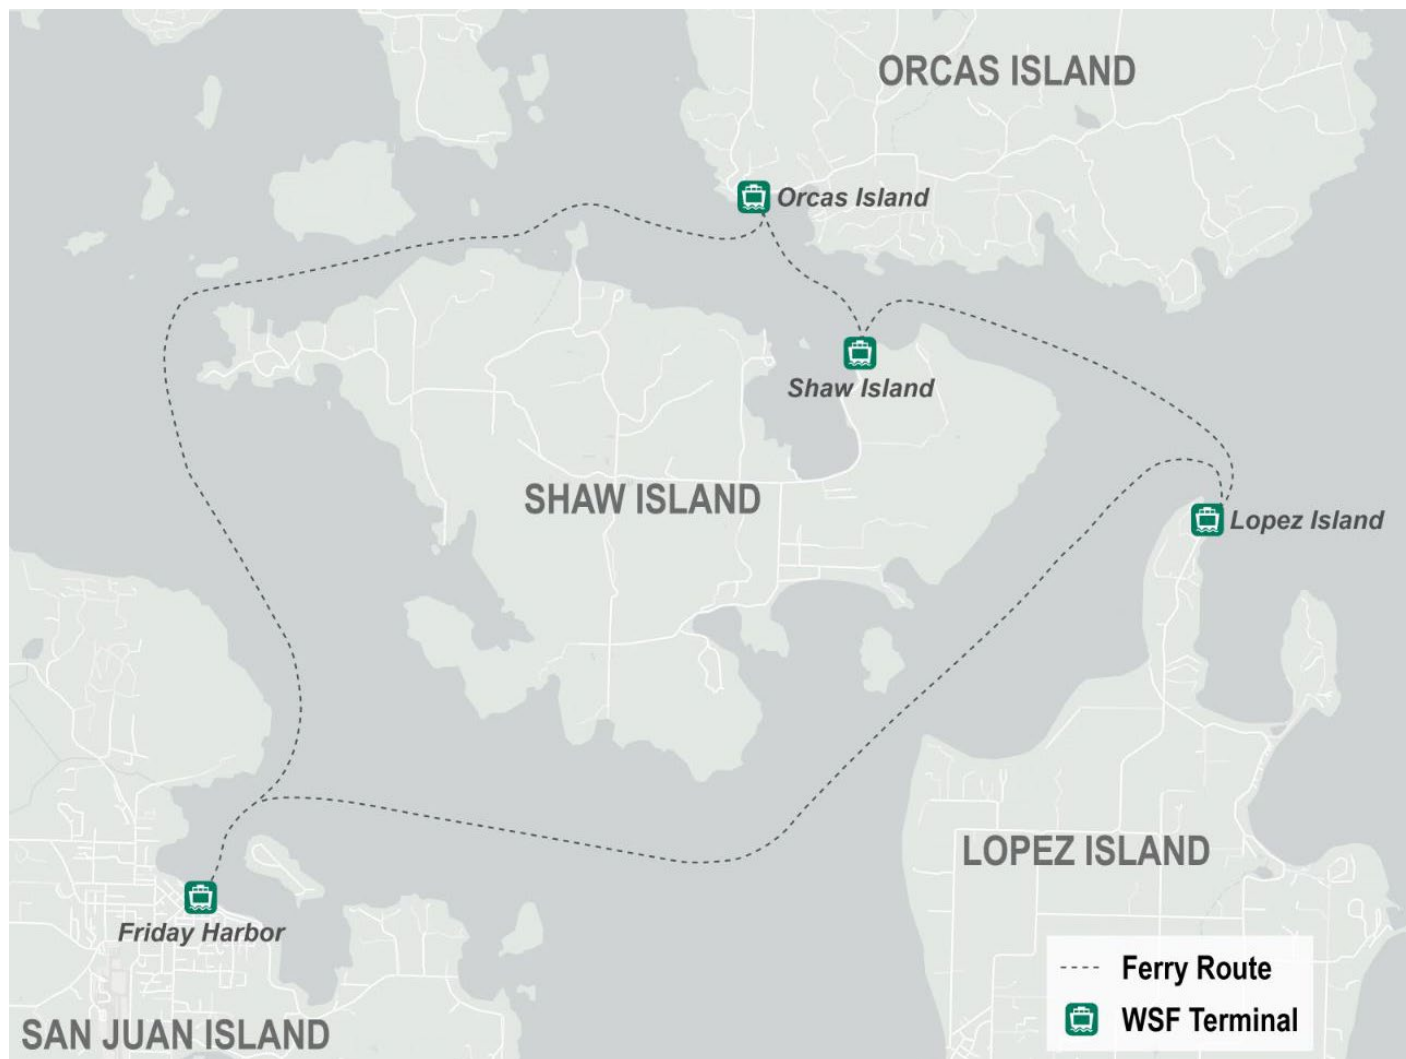 ORCAS ISLAND
Orcas Island
Shaw Island
SHAW ISLAND
Lopez Island
LOPEZ ISLAND
Friday Harbor
SAN JUAN ISLAND
Ferry Route
WSF Terminal